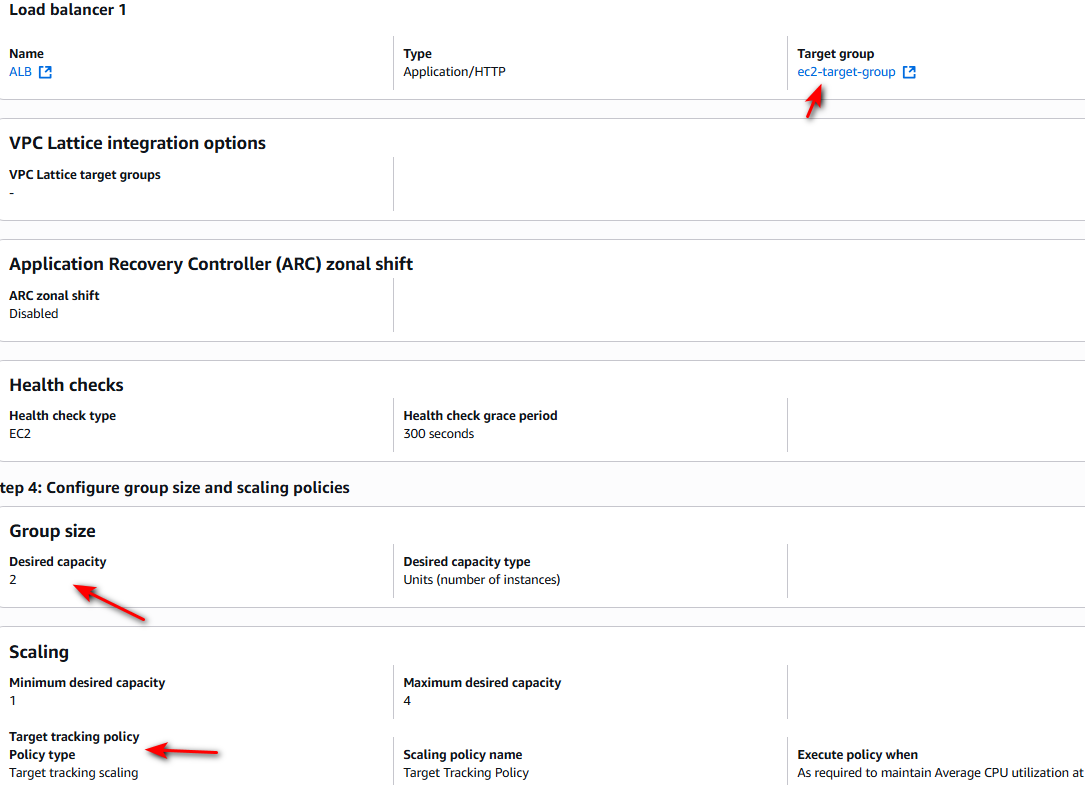 Load balancer 1
Name
Type
Target group
ALB
Application/HTTP
ec2-target-group
VPC Lattice integration options
VPC Lattice target groups
-
Application Recovery Controller (ARC) zonal shift
ARC zonal shift
Disabled
Health checks
Health check type
Health check grace period
EC2
300 seconds
tep 4: Configure group size and scaling policies
Group size
Desired capacity
Desired capacity type
2
Units (number of instances)
Scaling
Minimum desired capacity
Maximum desired capacity
1
4
Target tracking policy
Policy type
Scaling policy name
Execute policy when
Target tracking scaling
Target Tracking Policy
As required to maintain Average CPU utilization at